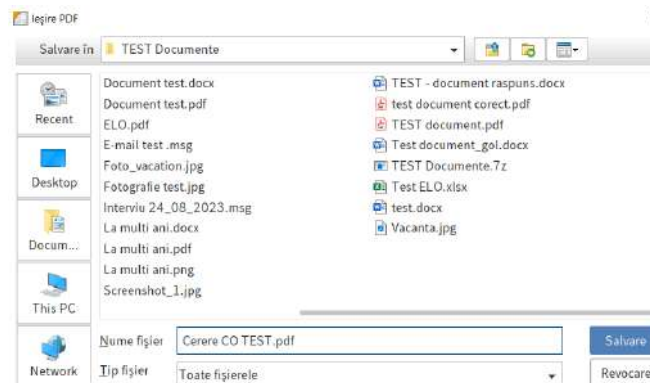 Ieșire PDF
Salvare în TEST Documente
Recent
Desktop
Docum...
This PC
Network
Document test.docx
Document test.pdf
ELO.pdf
E-mail test .msg
Foto_vacation.jpg
Fotografie test.jpg
Interviu 24_08_2023.msg
La multi ani.docx
La multi ani.pdf
La multi ani.png
Screenshot_1.jpg
TEST - document raspuns.docx
test document corect.pdf
TEST document.pdf
Test document_gol.docx
TEST Documente.7z
Test ELO.xlsx
test.docx
Vacanta.jpg
Nume fișier Cerere CO TEST.pdf Salvare
Tip fișier Toate fișierele Revocare